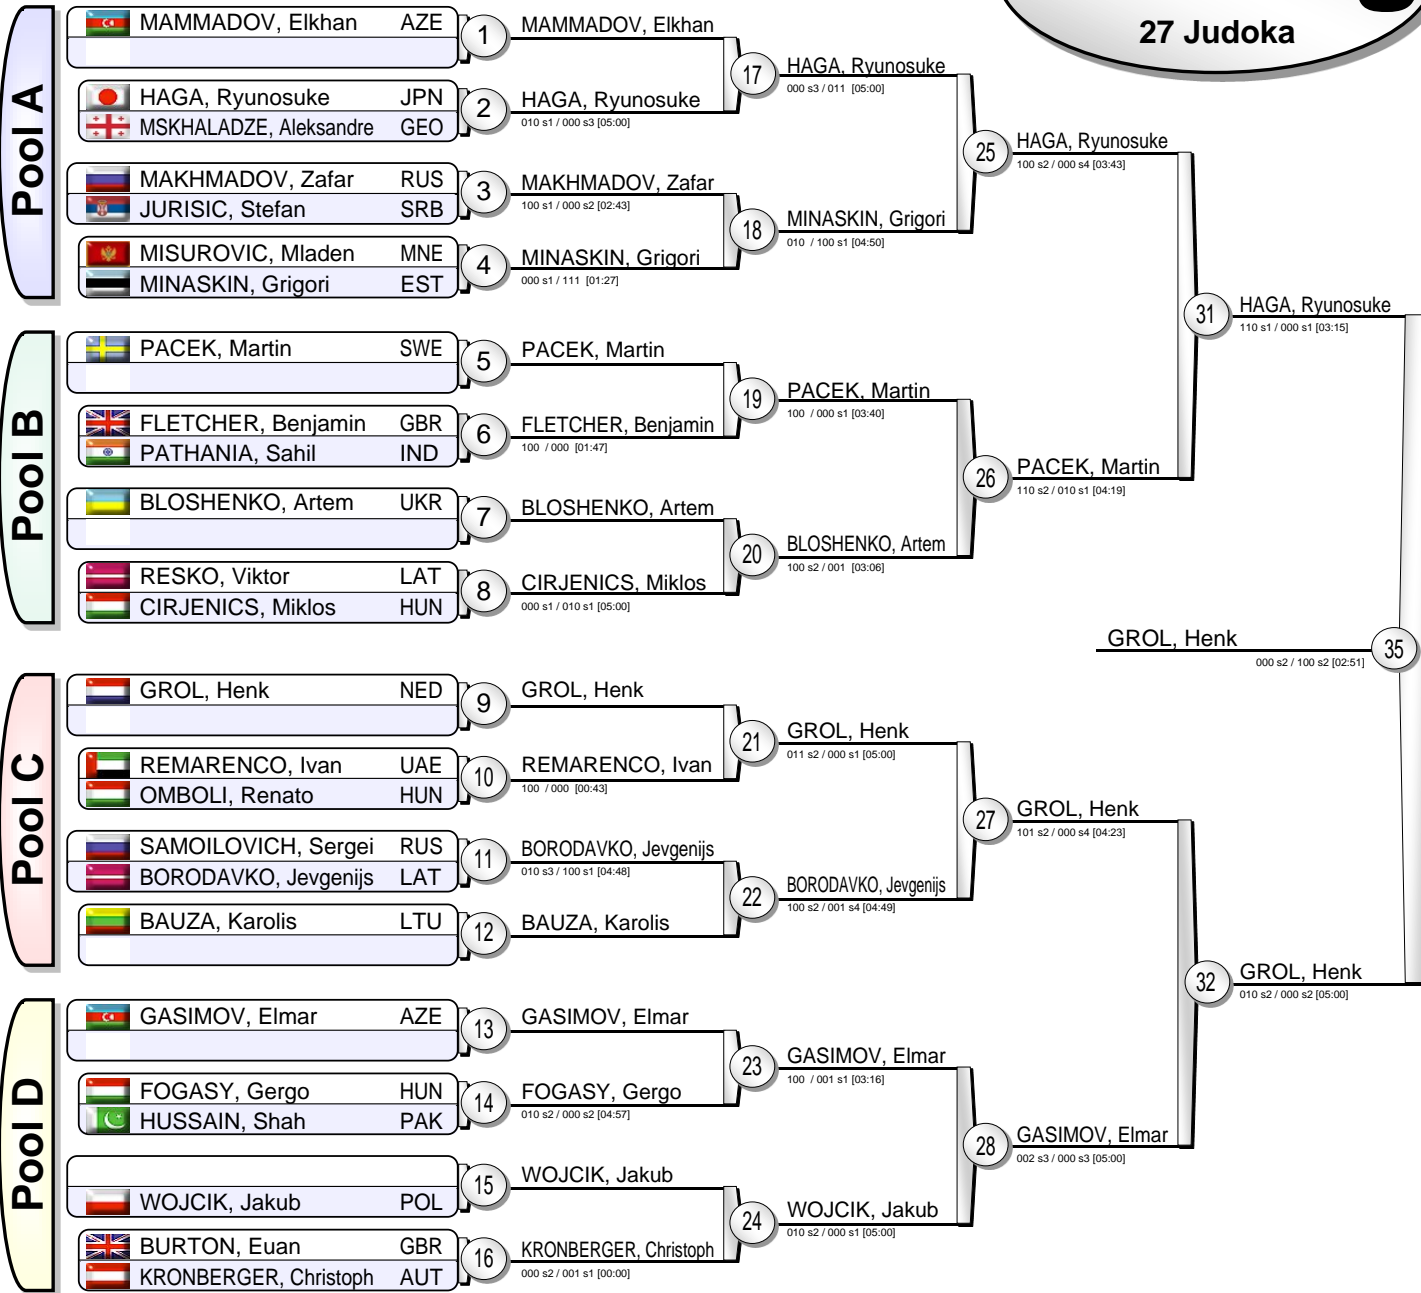 27 Judoka
Pool A
MAMMADOV, Elkhan AZE
1
MAMMADOV, Elkhan
HAGA, Ryunosuke JPN
MSKHALADZE, Aleksandre GEO
2
HAGA, Ryunosuke
010 s1 / 000 s3 [05:00]
17
HAGA, Ryunosuke
000 s3 / 011 [05:00]
MAKHMADOV, Zafar RUS
JURISIC, Stefan SRB
3
MAKHMADOV, Zafar
100 s1 / 000 s2 [02:43]
MISUROVIC, Mladen MNE
MINASKIN, Grigori EST
4
MINASKIN, Grigori
000 s1 / 111 [01:27]
18
MINASKIN, Grigori
010 / 100 s1 [04:50]
25
HAGA, Ryunosuke
100 s2 / 000 s4 [03:43]
Pool B
PACEK, Martin SWE
5
PACEK, Martin
FLETCHER, Benjamin GBR
PATHANIA, Sahil IND
6
FLETCHER, Benjamin
100 / 000 [01:47]
19
PACEK, Martin
100 / 000 s1 [03:40]
BLOSHENKO, Artem UKR
7
BLOSHENKO, Artem
RESKO, Viktor LAT
CIRJENICS, Miklos HUN
8
CIRJENICS, Miklos
000 s1 / 010 s1 [05:00]
20
BLOSHENKO, Artem
100 s2 / 001 [03:06]
26
PACEK, Martin
110 s2 / 010 s1 [04:19]
31
HAGA, Ryunosuke
110 s1 / 000 s1 [03:15]
GROL, Henk
000 s2 / 100 s2 [02:51]
35
Pool C
GROL, Henk NED
9
GROL, Henk
REMARENCO, Ivan UAE
OMBOLI, Renato HUN
10
REMARENCO, Ivan
100 / 000 [00:43]
21
GROL, Henk
011 s2 / 000 s1 [05:00]
SAMOILOVICH, Sergei RUS
BORODAVKO, Jevgenijs LAT
11
BORODAVKO, Jevgenijs
010 s3 / 100 s1 [04:48]
BAUZA, Karolis LTU
12
BAUZA, Karolis
22
BORODAVKO, Jevgenijs
100 s2 / 001 s4 [04:49]
27
GROL, Henk
101 s2 / 000 s4 [04:23]
Pool D
GASIMOV, Elmar AZE
13
GASIMOV, Elmar
FOGASY, Gergo HUN
HUSSAIN, Shah PAK
14
FOGASY, Gergo
010 s2 / 000 s2 [04:57]
23
GASIMOV, Elmar
100 / 001 s1 [03:16]
WOJCIK, Jakub POL
15
WOJCIK, Jakub
BURTON, Euan GBR
KRONBERGER, Christoph AUT
16
KRONBERGER, Christoph
000 s2 / 001 s1 [00:00]
24
WOJCIK, Jakub
010 s2 / 000 s1 [05:00]
28
GASIMOV, Elmar
002 s3 / 000 s3 [05:00]
32
GROL, Henk
010 s2 / 000 s2 [05:00]